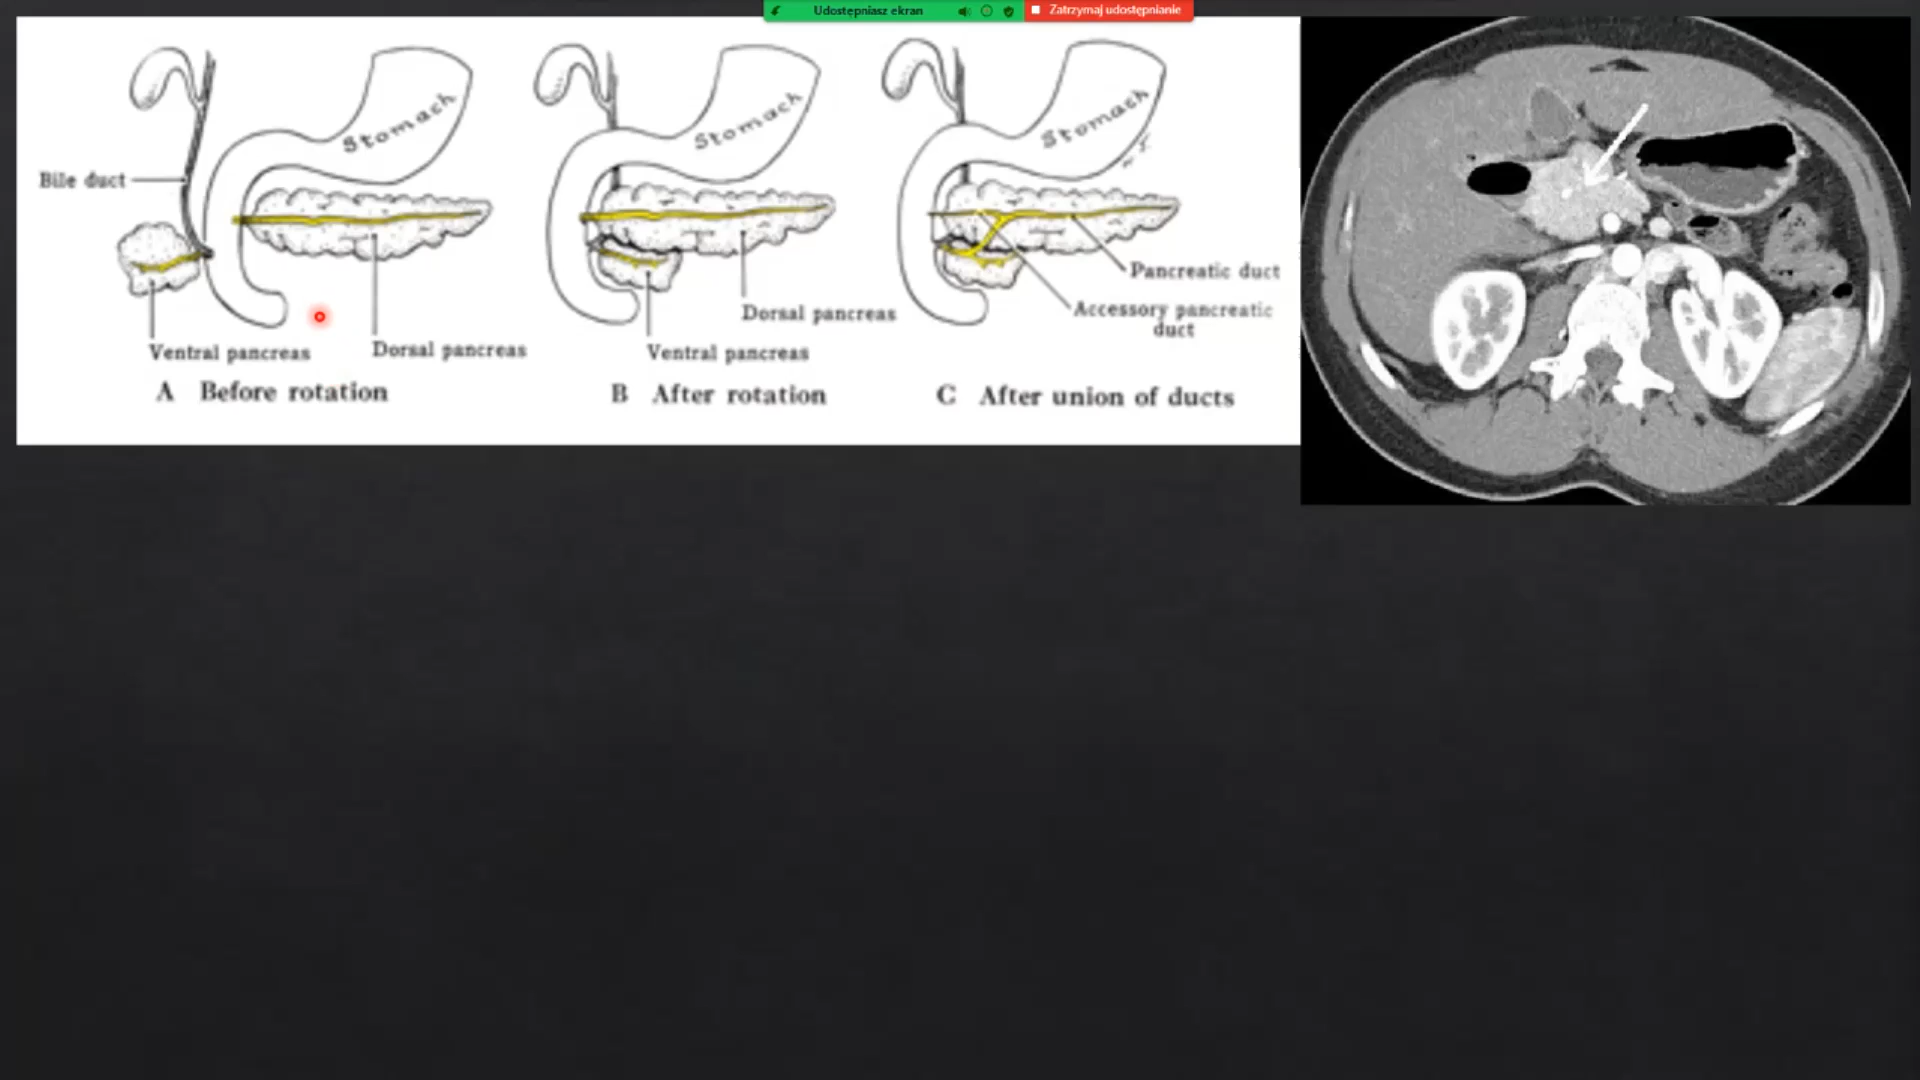 Udostępniasz ekran
Zatrzymaj udostępnianie
Stomach
Stomach
Stomach
Bile duct
Pancreatic duct
Dorsal pancreas
Accessory pancreatic
duct
Ventral pancreas
Dorsal pancreas
Ventral pancreas
A Before rotation
B After rotation
C After union of ducts